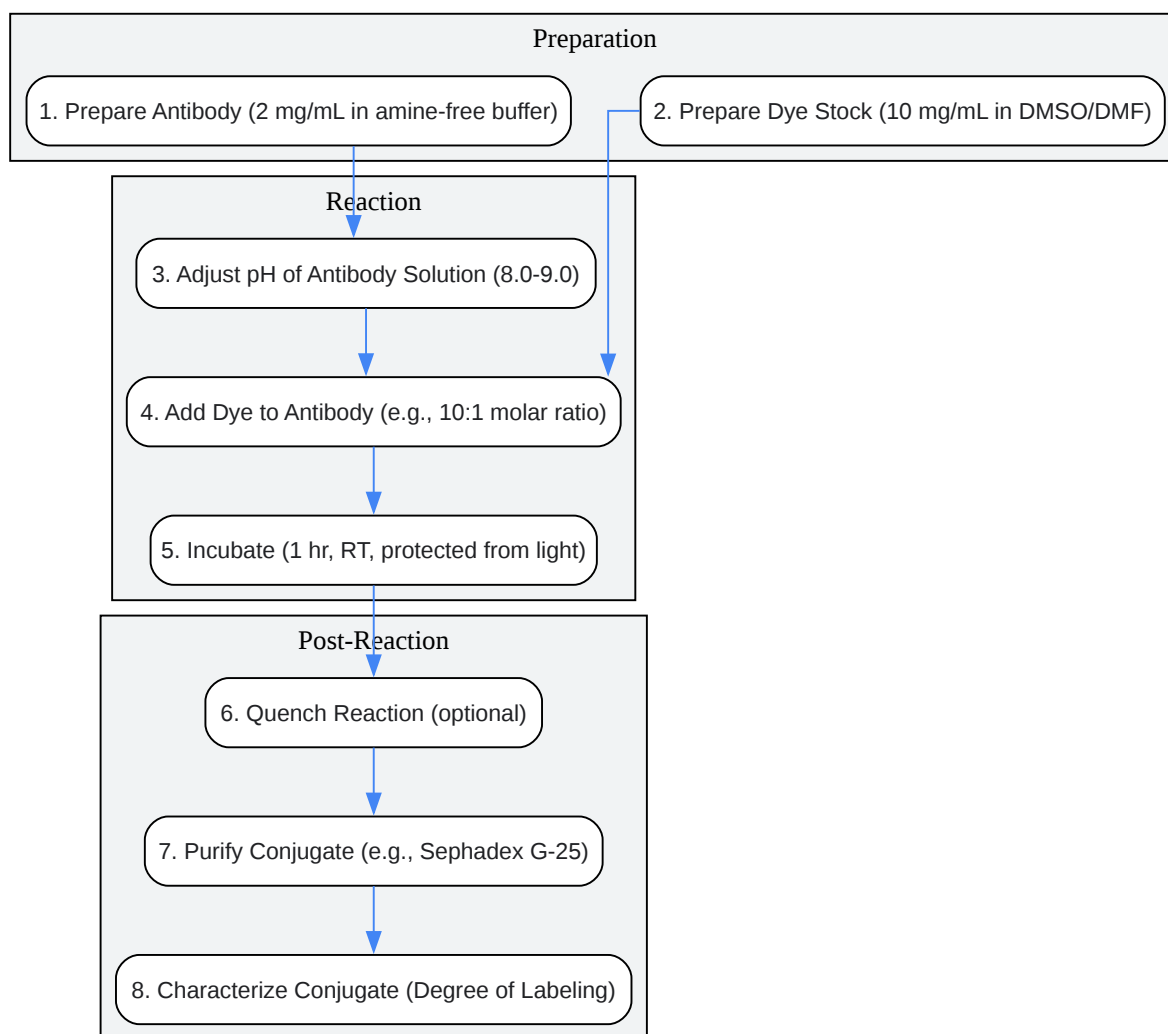 Preparation
1. Prepare Antibody (2 mg/mL in amine-free buffer)
2. Prepare Dye Stock (10 mg/mL in DMSO/DMF)
Reaction
3. Adjust pH of Antibody Solution (8.0-9.0)
4. Add Dye to Antibody (e.g., 10:1 molar ratio)
5. Incubate (1 hr, RT, protected from light)
Post-Reaction
6. Quench Reaction (optional)
7. Purify Conjugate (e.g., Sephadex G-25)
8. Characterize Conjugate (Degree of Labeling)